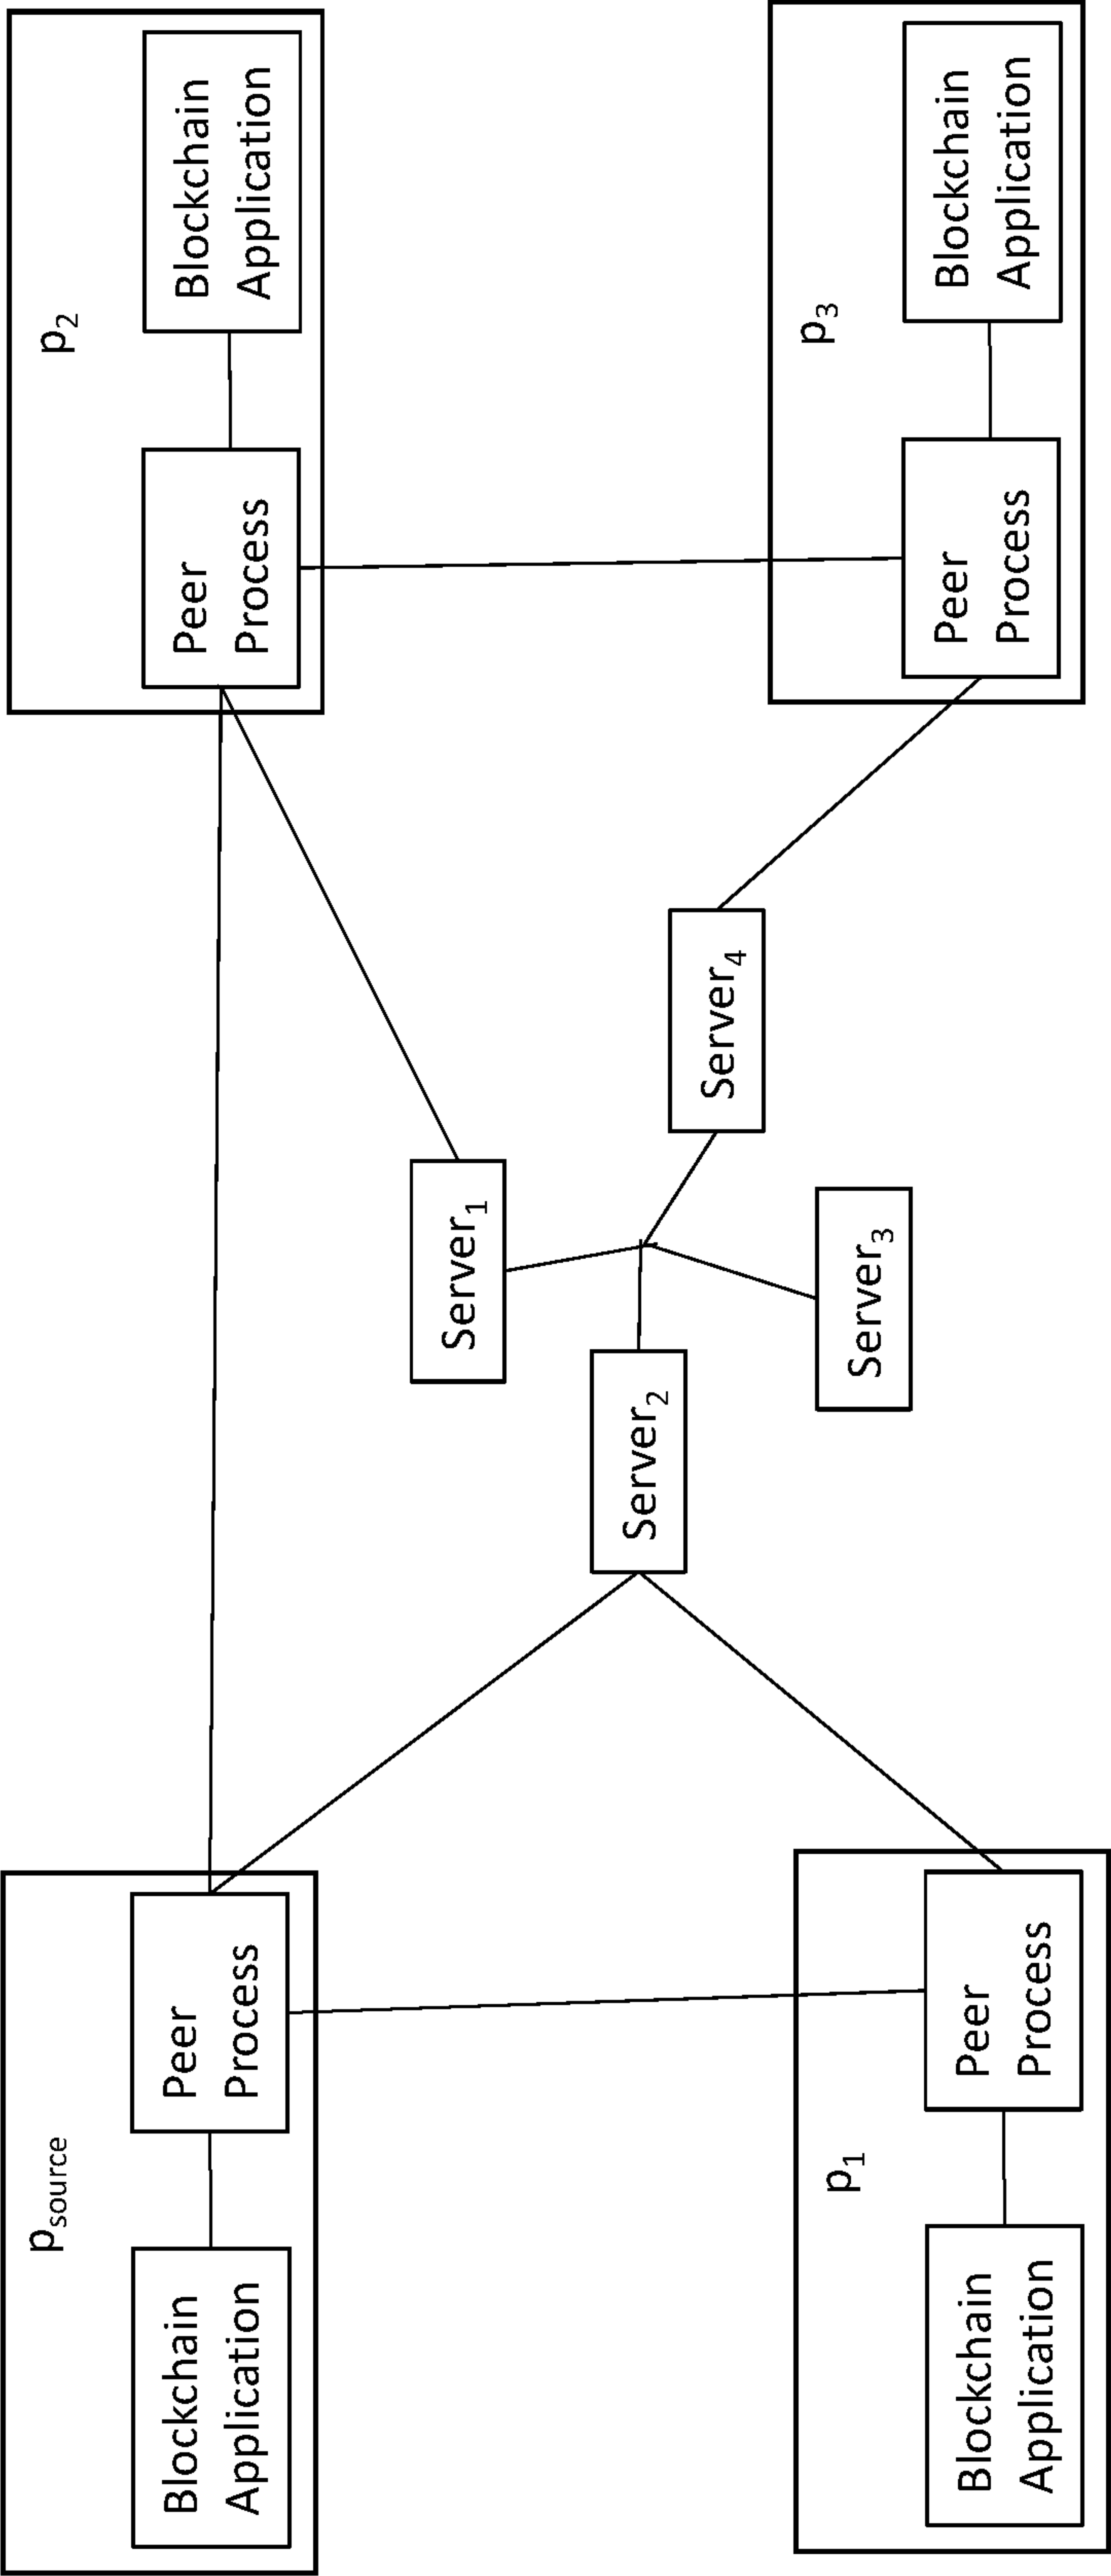 p₂
Peer
Process
Blockchain
Application
p₃
Peer
Process
Blockchain
Application
Server₁
Server₄
Server₂
Server₃
pₛₒᵤᵣcₑ
Blockchain
Application
Peer
Process
p₁
Blockchain
Application
Peer
Process